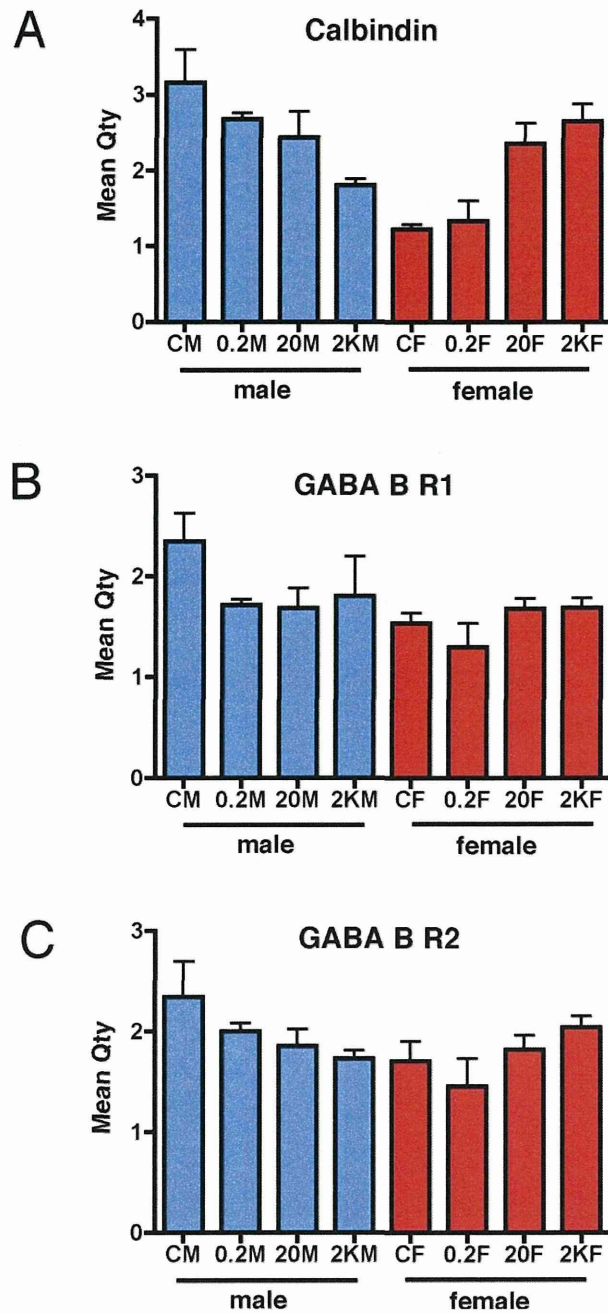 A
Calbindin
Mean Qty
4
3
2
1
0
CM 0.2M 20M 2KM CF 0.2F 20F 2KF
male female
B
GABA B R1
Mean Qty
3
2
1
0
CM 0.2M 20M 2KM CF 0.2F 20F 2KF
male female
C
GABA B R2
Mean Qty
3
2
1
0
CM 0.2M 20M 2KM CF 0.2F 20F 2KF
male female